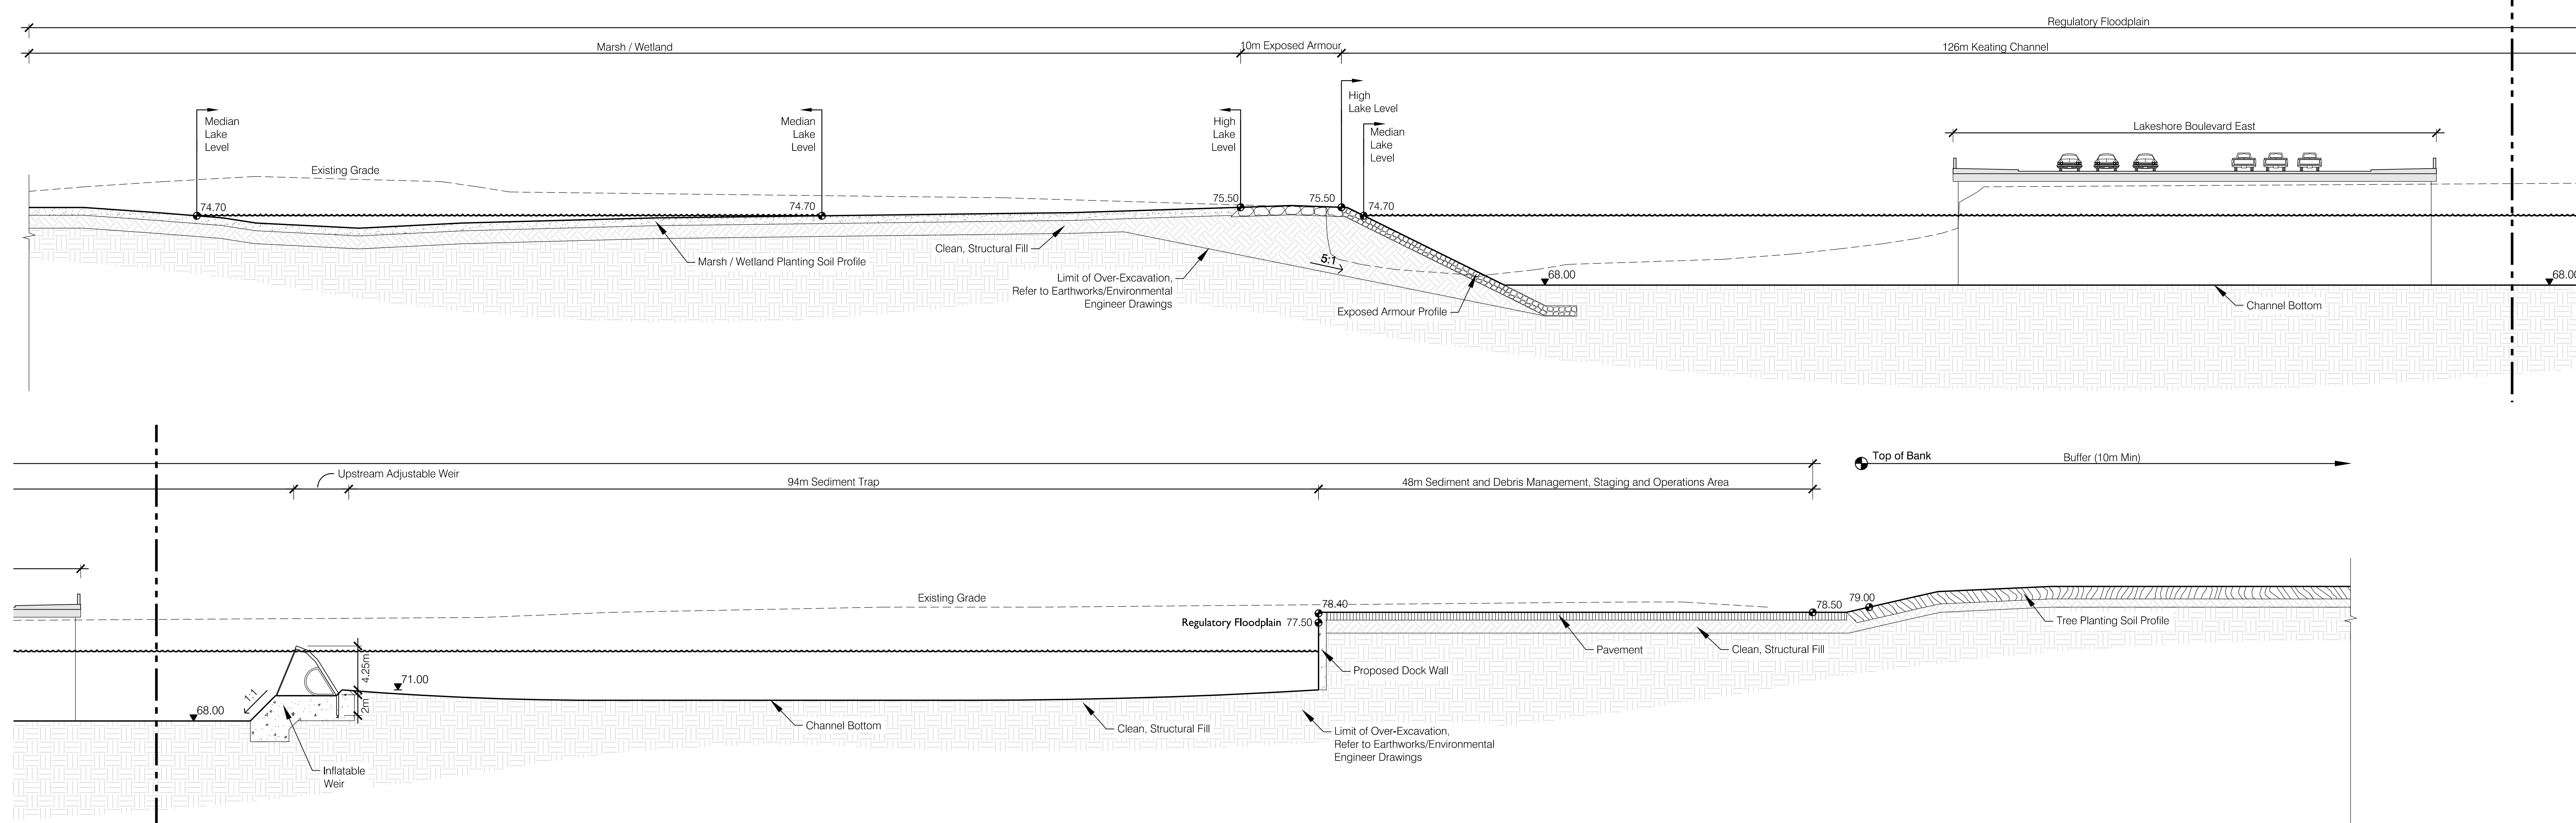 Regulatory Floodplain
Marsh / Wetland
10m Exposed Armour
126m Keating Channel
High
Lake Level
Median
Lake
Level
Median
Lake
Level
High
Lake
Level
Median
Lake
Level
Lakeshore Boulevard East
Existing Grade
74.70
74.70
75.50
75.50
74.70
Clean, Structural Fill
Marsh / Wetland Planting Soil Profile
5:1
Limit of Over-Excavation,
Refer to Earthworks/Environmental
Engineer Drawings
68.00
68.00
Exposed Armour Profile
Channel Bottom
Upstream Adjustable Weir
94m Sediment Trap
48m Sediment and Debris Management, Staging and Operations Area
Top of Bank
Buffer (10m Min)
Existing Grade
78.40
78.50
79.00
Regulatory Floodplain 77.50
Tree Planting Soil Profile
Pavement
Clean, Structural Fill
Proposed Dock Wall
4.25m
71.00
1:1
2m
68.00
Channel Bottom
Clean, Structural Fill
Limit of Over-Excavation,
Refer to Earthworks/Environmental
Engineer Drawings
Inflatable
Weir